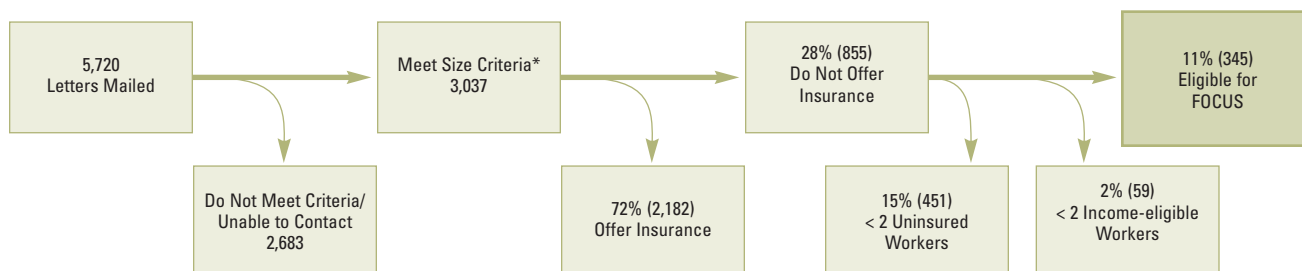 5,720
Letters Mailed
Meet Size Criteria*
3,037
28% (855)
Do Not Offer
Insurance
11% (345)
Eligible for
FOCUS
Do Not Meet Criteria/
Unable to Contact
2,683
72% (2,182)
Offer Insurance
15% (451)
< 2 Uninsured
Workers
2% (59)
< 2 Income-eligible
Workers